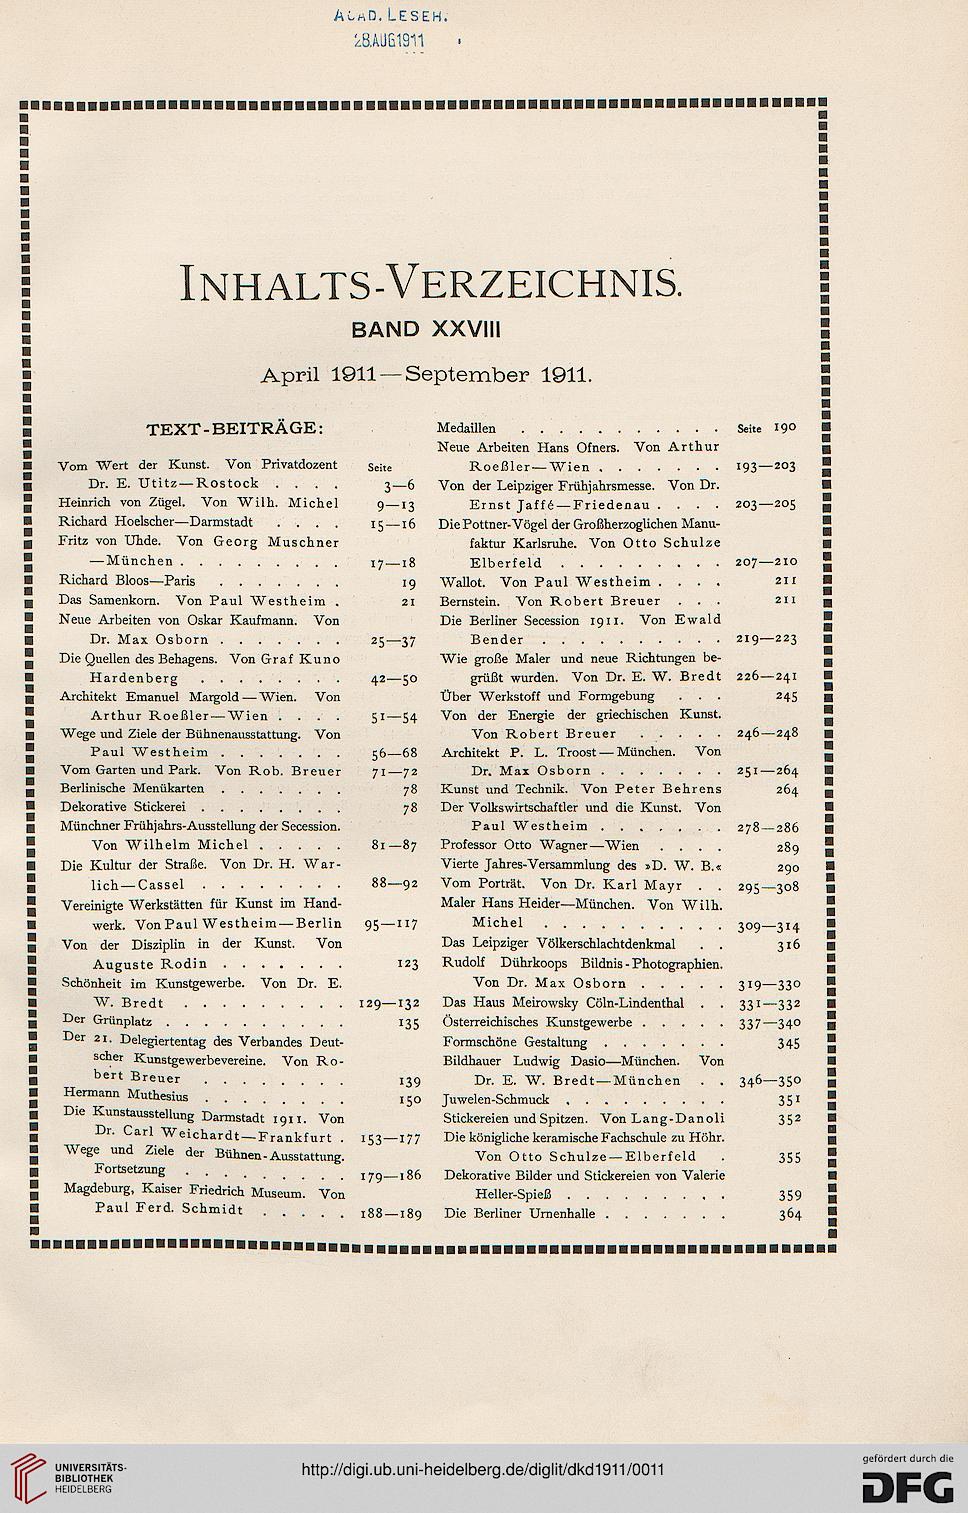 ACAD. LESEH.
28.AUG1911
INHALTS-VERZEICHNIS.
BAND XXVIII
April 1911—September 1911.
TEXT-BEITRÄGE:
Seite
Vom Wert der Kunst. Von Privatdozent
Dr. E. Utitz—Rostock . . . . 3—6
Heinrich von Zügel. Von Wilh. Michel 9—13
Richard Hoelscher—Darmstadt . . . . 15—16
Fritz von Uhde. Von Georg Muschner
—München . . . . . . . . . 17—18
Richard Bloos—Paris . . . . . . . 19
Das Samenkorn. Von Paul Westheim . 21
Neue Arbeiten von Oskar Kaufmann. Von
Dr. Max Osborn . . . . . . . 25—37
Die Quellen des Behagens. Von Graf Kuno
Hardenberg . . . . . . . . 42—50
Architekt Emanuel Margold—Wien. Von
Arthur Roeßler—Wien . . . . 51—54
Wege und Ziele der Bühnenausstattung. Von
Paul Westheim . . . . . . . 56—68
Vom Garten und Park. Von Rob. Breuer 71—72
Berlinische Menükarten . . . . . . . 78
Dekorative Stickerei . . . . . . . . 78
Münchner Frühjahrs-Ausstellung der Secession.
Von Wilhelm Michel . . . . . 81—87
Die Kultur der Straße. Von Dr. H. War-
lich—Cassel . . . . . . . . 88—92
Vereinigte Werkstätten für Kunst im Hand-
werk. Von Paul Westheim—Berlin 95—117
Von der Disziplin in der Kunst. Von
Auguste Rodin . . . . . . . 123
Schönheit im Kunstgewerbe. Von Dr. E.
W. Bredt . . . . . . . . . 129—132
Der Grünplatz . . . . . . . . . . 135
Der 21. Delegiertentag des Verbandes Deut-
scher Kunstgewerbevereine. Von Ro-
bert Breuer . . . . . . . . 139
Hermann Muthesius . . . . . . . . 150
Die Kunstausstellung Darmstadt 1911. Von
Dr. Carl Weichardt—Frankfurt . 153—177
Wege und Ziele der Bühnen-Ausstattung.
Fortsetzung . . . . . . . . . 179—186
Magdeburg, Kaiser Friedrich Museum. Von
Paul Ferd. Schmidt . . . . . 188—189
Medaillen . . . . . . . . . . . Seite 190
Neue Arbeiten Hans Ofners. Von Arthur
Roeßler—Wien . . . . . . . 193—203
Von der Leipziger Frühjahrsmesse. Von Dr.
Ernst Jaffé—Friedenau . . . . 203—205
Die Pottner-Vögel der Großherzoglichen Manu-
faktur Karlsruhe. Von Otto Schulze
Elberfeld . . . . . . . . . 207—210
Wallot. Von Paul Westheim . . . . 211
Bernstein. Von Robert Breuer . . . 211
Die Berliner Secession 1911. Von Ewald
Bender . . . . . . . . . . 219—223
Wie große Maler und neue Richtungen be-
grüßt wurden. Von Dr. E. W. Bredt 226—241
Über Werkstoff und Formgebung . . . 245
Von der Energie der griechischen Kunst.
Von Robert Breuer . . . . . 246—248
Architekt P. L. Troost—München. Von
Dr. Max Osborn . . . . . . . 251—264
Kunst und Technik. Von Peter Behrens 264
Der Volkswirtschaftler und die Kunst. Von
Paul Westheim . . . . . . . 278—286
Professor Otto Wagner—Wien . . . . 289
Vierte Jahres-Versammlung des »D. W. B.« 290
Vom Porträt. Von Dr. Karl Mayr . . 295—308
Maler Hans Heider—München. Von Wilh.
Michel . . . . . . . . . . 309—314
Das Leipziger Völkerschlachtdenkmal . . 316
Rudolf Dührkoops Bildnis-Photographien.
Von Dr. Max Osborn . . . . . 319—330
Das Haus Meirowsky Cöln-Lindenthal . . 331—332
Österreichisches Kunstgewerbe . . . . . 337—340
Formschöne Gestaltung . . . . . . . 345
Bildhauer Ludwig Dasio—München. Von
Dr. E. W. Bredt—München . . 346—350
Juwelen-Schmuck . . . . . . . . . 351
Stickereien und Spitzen. Von Lang-Danoli 352
Die königliche keramische Fachschule zu Höhr.
Von Otto Schulze—Elberfeld . 355
Dekorative Bilder und Stickereien von Valerie
Heller-Spieß . . . . . . . . . 359
Die Berliner Urnenhalle . . . . . . . 364
UNIVERSITÄTS-
BIBLIOTHEK
HEIDELBERG
http://digi.ub.uni-heidelberg.de/diglit/dkd1911/0011
gefördert durch die
DFG